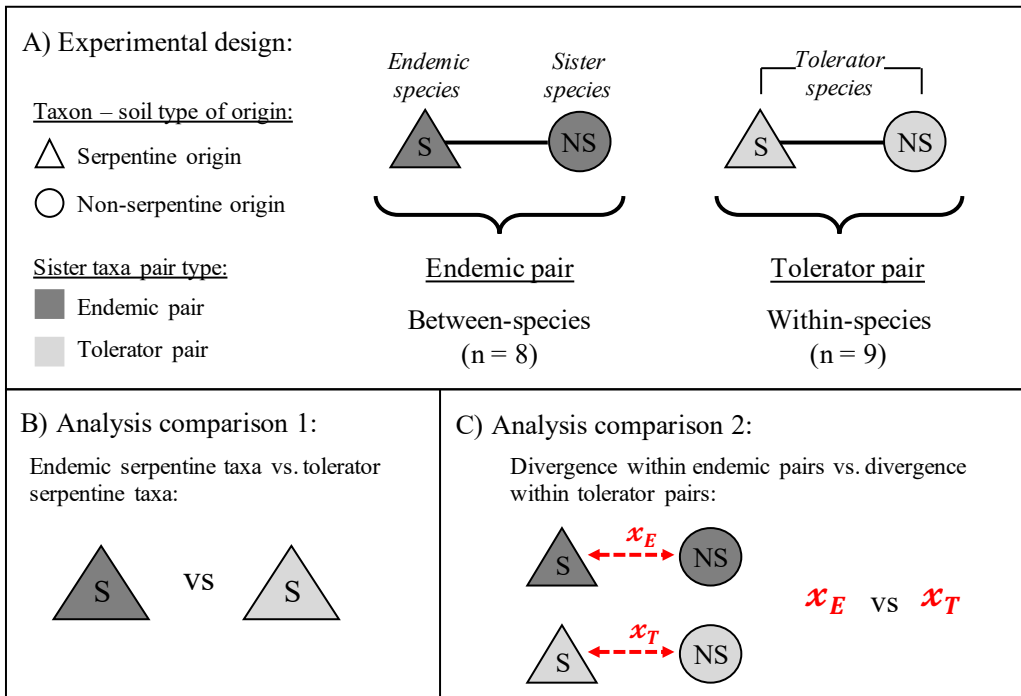 A) Experimental design:
Taxon – soil type of origin:
Serpentine origin
Non-serpentine origin
Sister taxa pair type:
Endemic pair
Tolerator pair
Endemic
species
Sister
species
S
NS
Endemic pair
Between-species
(n = 8)
Tolerator
species
S
NS
Tolerator pair
Within-species
(n = 9)
B) Analysis comparison 1:
Endemic serpentine taxa vs. tolerator
serpentine taxa:
S
vs
S
C) Analysis comparison 2:
Divergence within endemic pairs vs. divergence
within tolerator pairs:
S
x_E
NS
S
x_T
NS
x_E vs x_T